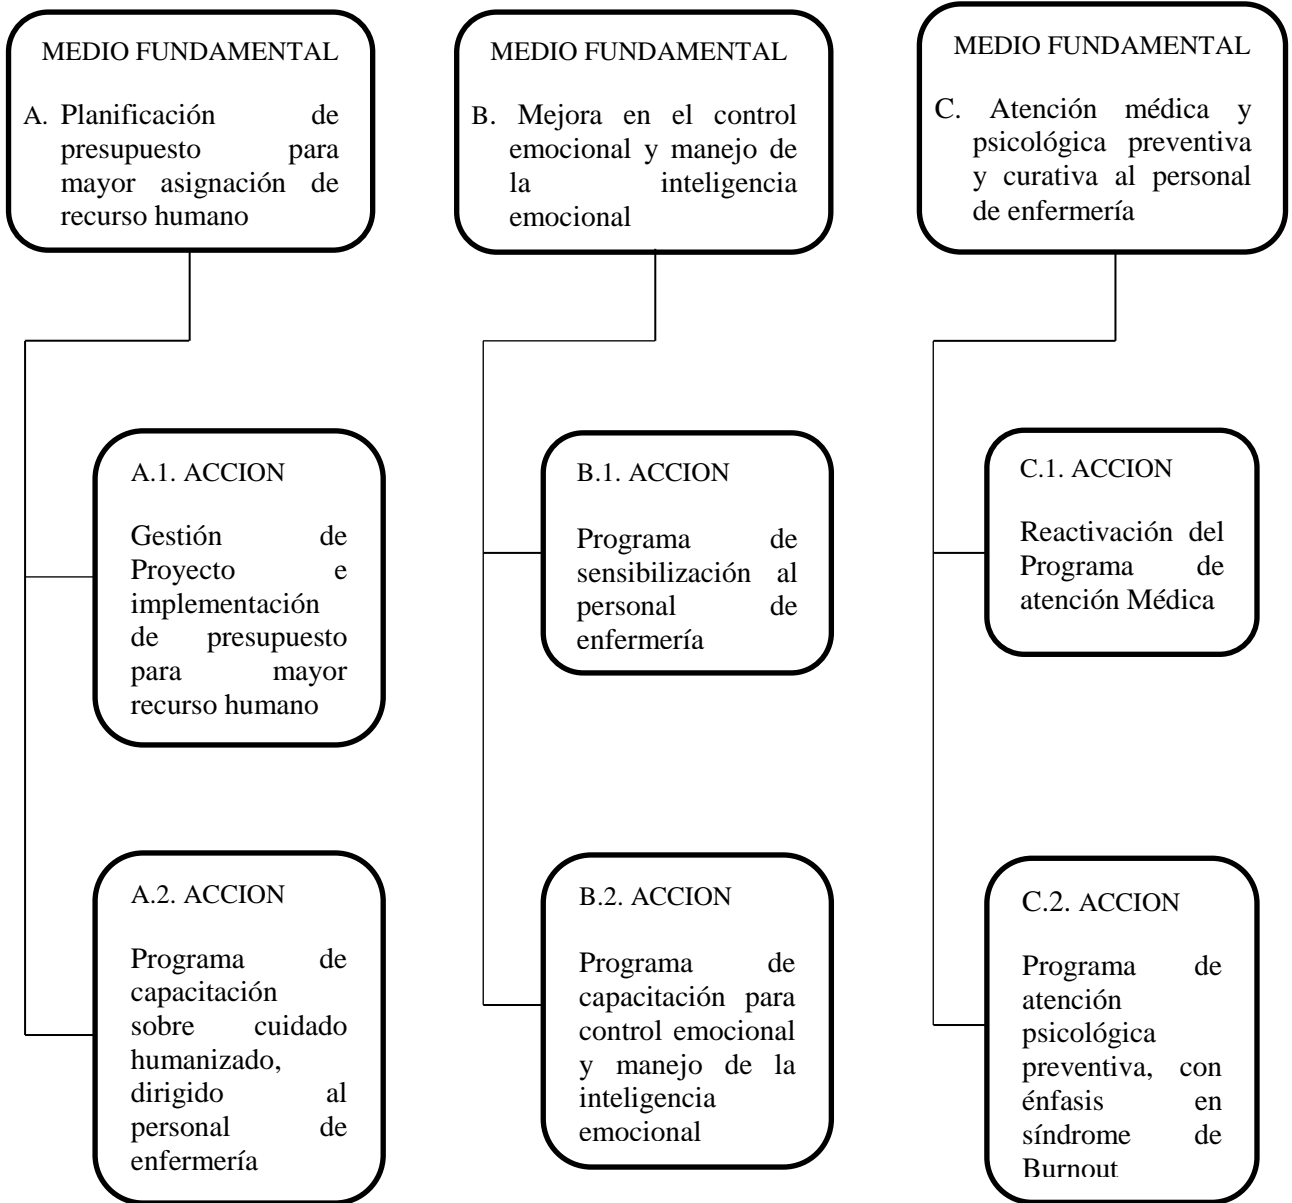 MEDIO FUNDAMENTAL
A. Planificación de
presupuesto para
mayor asignación de
recurso humano
MEDIO FUNDAMENTAL
B. Mejora en el control
emocional y manejo de
la inteligencia
emocional
MEDIO FUNDAMENTAL
C. Atención médica y
psicológica preventiva
y curativa al personal
de enfermería
A.1. ACCION
Gestión de
Proyecto e
implementación
de presupuesto
para mayor
recurso humano
B.1. ACCION
Programa de
sensibilización al
personal de
enfermería
C.1. ACCION
Reactivación del
Programa de
atención Médica
A.2. ACCION
Programa de
capacitación
sobre cuidado
humanizado,
dirigido al
personal de
enfermería
B.2. ACCION
Programa de
capacitación para
control emocional
y manejo de la
inteligencia
emocional
C.2. ACCION
Programa de
atención
psicológica
preventiva, con
énfasis en
síndrome de
Burnout